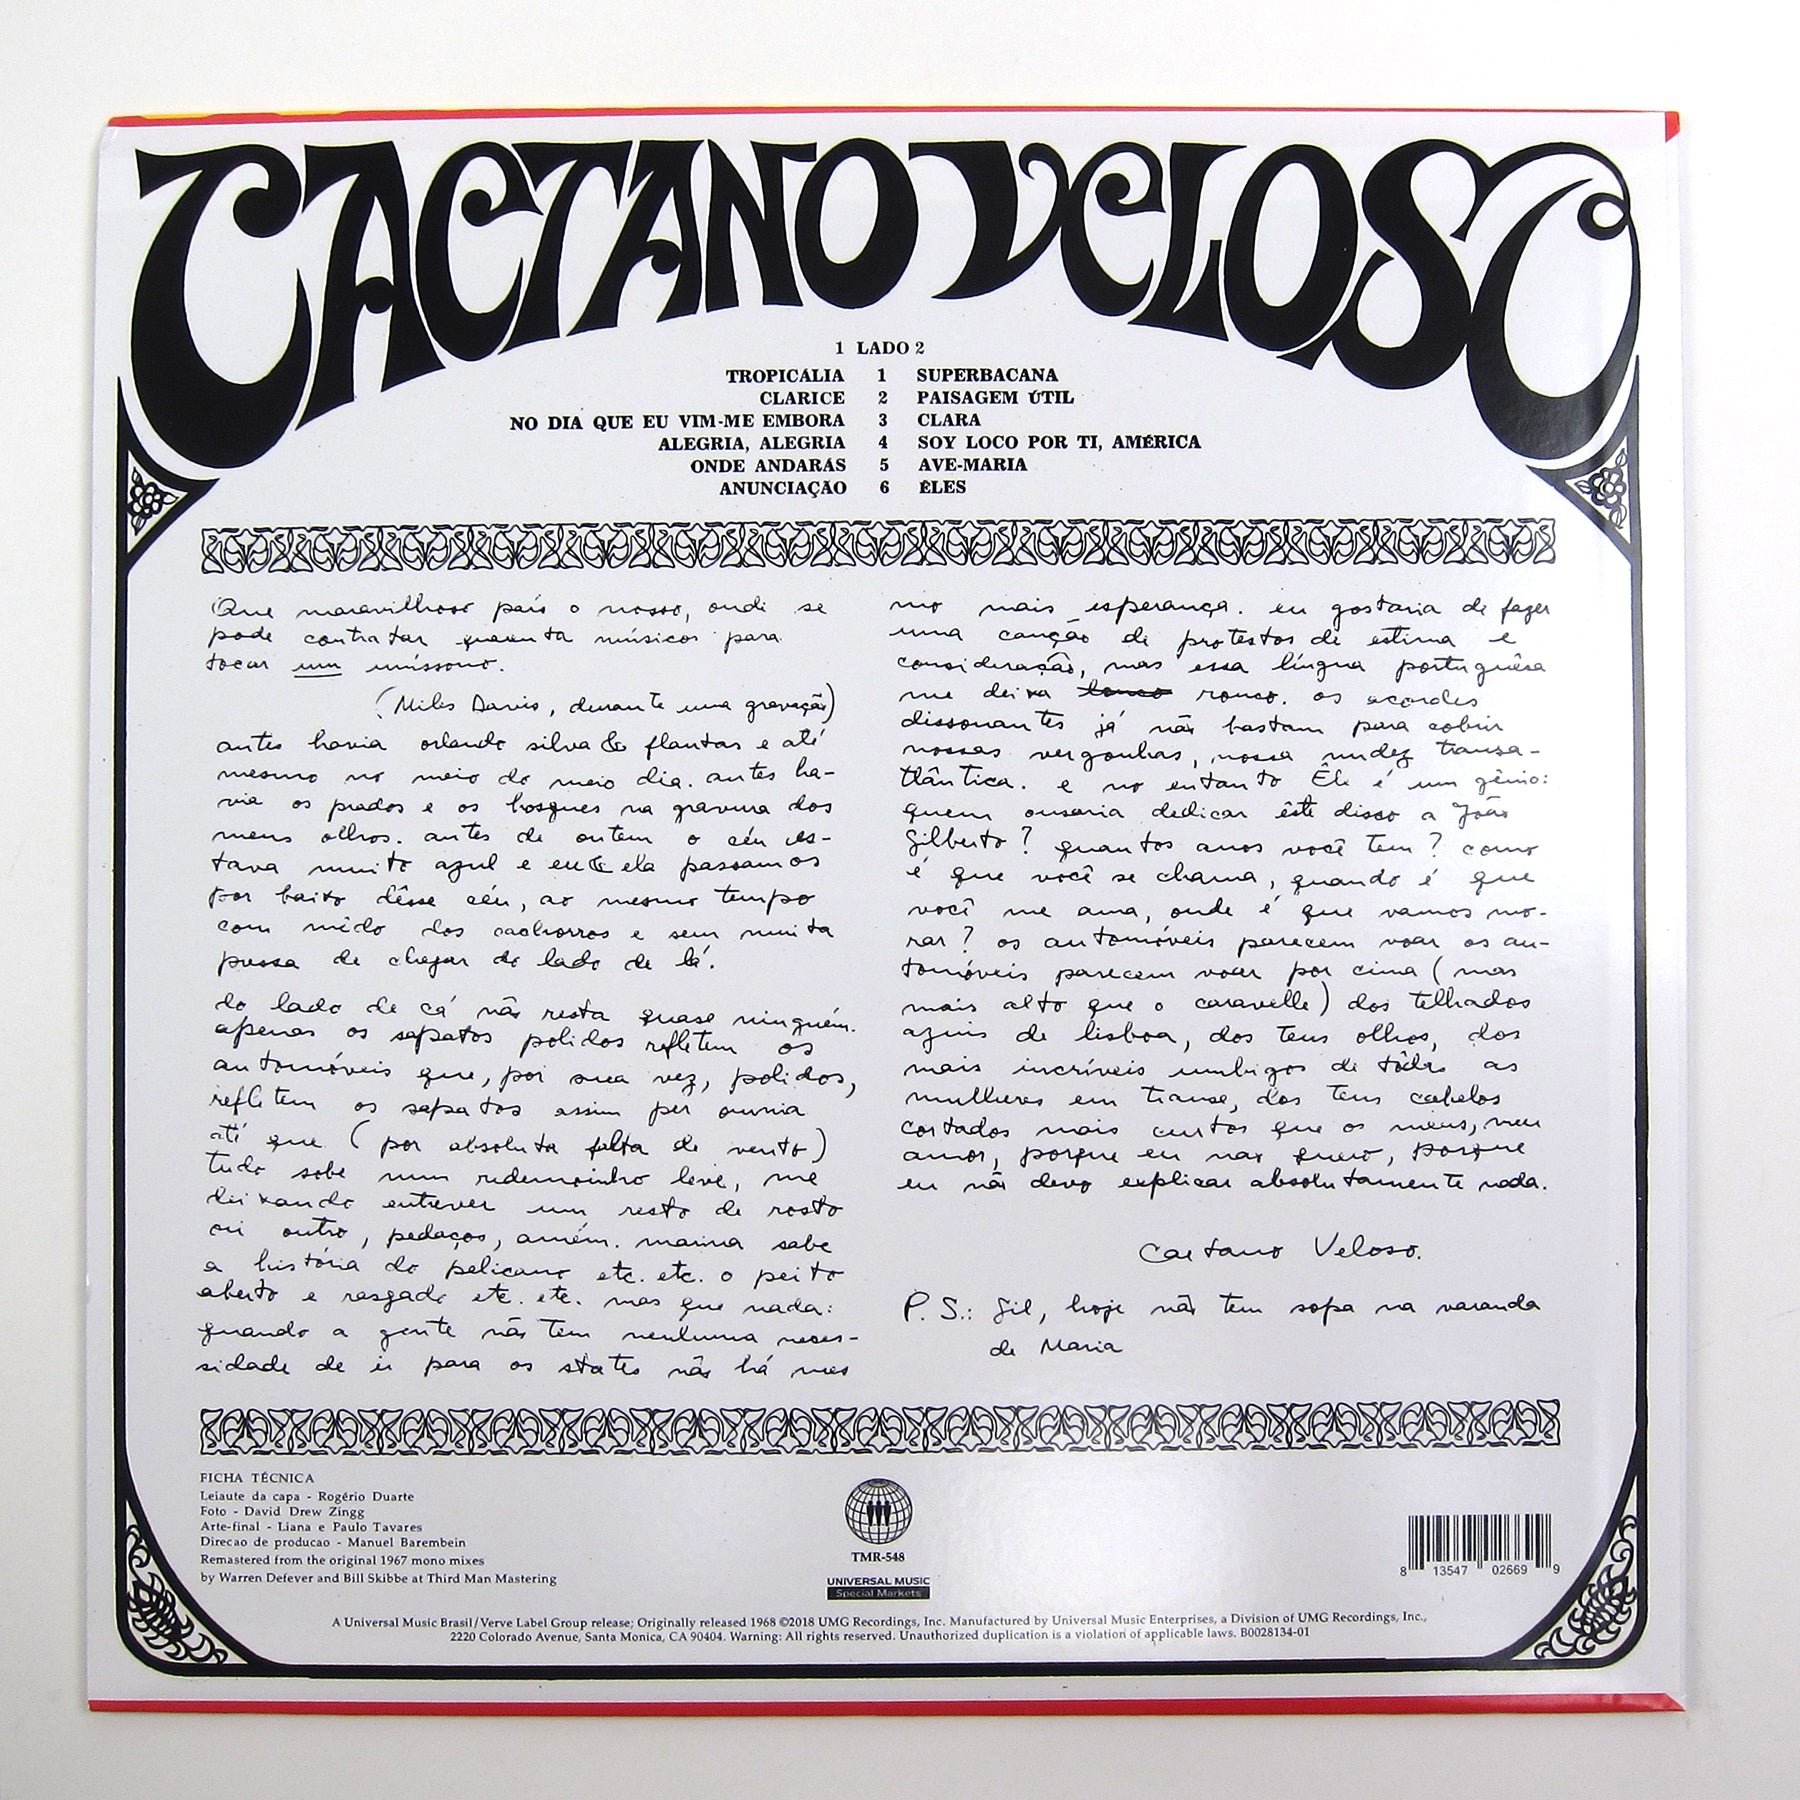 CAETANO VELOSO
1 LADO 2
TROPICALIA 1 SUPERBACANA
CLARICE 2 PAISAGEM ÚTIL
NO DIA QUE EU VIM-ME EMBORA 3 CLARA
ALEGRIA, ALEGRIA 4 SOY LOCO POR TI, AMÉRICA
ONDE ANDARÁS 5 AVE-MARIA
ANUNCIAÇÃO 6 ÊLES
Que maravilhoso país o nosso, onde se
pode contratar quarenta músicos para
tocar um uníssono.
(Miles Davis, durante uma gravação)
antes havia orlando silva & flautas e até
mesmo no meio do meio dia. antes ha-
via os prados e os bosques na gravura dos
meus olhos. antes de ontem o céu es-
tava muito azul e eu & ela passamos
por baixo dêsse céu, ao mesmo tempo
com mêdo dos cachorros e sem muita
pressa de chegar do lado de lá.
do lado de cá não resta quase ninguém.
apenas os sapatos polidos refletem os
automóveis que, por sua vez, polidos,
refletem os sapatos assim per omnia
até que (por absoluta falta de vento)
tudo sobe num redemoinho leve, me
deixando entrever um resto de rosto
ou outro, pedaços, amém. marina sabe
a história do pelicano etc. etc. o peito
aberto e rasgado etc. etc. mas que nada:
quando a gente não tem nenhuma neces-
sidade de ir para os states não há mes
mo mais esperança. eu gostaria de fazer
uma canção de protestos de estima e
consideração, mas essa língua portuguêsa
me deixa louco rouco. os acordes
dissonantes já não bastam para cobrir
nossas vergonhas, nossa nudez transa-
tlântica. e no entanto Êle é um gênio:
quem ousaria dedicar êste disco a João
Gilberto? quantos anos você tem? como
é que você se chama, quando é que
você me ama, onde é que vamos mo-
rar? os automóveis parecem voar os au-
tomóveis parecem voar por cima (mas
mais alto que o caravelle) dos telhados
azuis de lisboa, dos teus olhos, dos
mais incríveis umbigos de tôdas as
mulheres em transe, dos teus cabelos
cortados mais curtos que os meus, meu
amor, porque eu não quero, porque
eu não devo explicar absolutamente nada.
Caetano Veloso.
P. S.: Gil, hoje não tem sopa na varanda
de Maria
FICHA TÉCNICA
Leiaute da capa - Rogério Duarte
Foto - David Drew Zingg
Arte-final - Liana e Paulo Tavares
Direcao de producao - Manuel Barembein
Remastered from the original 1967 mono mixes
by Warren Defever and Bill Skibbe at Third Man Mastering
TMR-548
UNIVERSAL MUSIC
Special Markets
8 13547 02669 9
A Universal Music Brasil/Verve Label Group release; Originally released 1968 ©2018 UMG Recordings, Inc. Manufactured by Universal Music Enterprises, a Division of UMG Recordings, Inc.,
2220 Colorado Avenue, Santa Monica, CA 90404. Warning: All rights reserved. Unauthorized duplication is a violation of applicable laws. B0028134-01